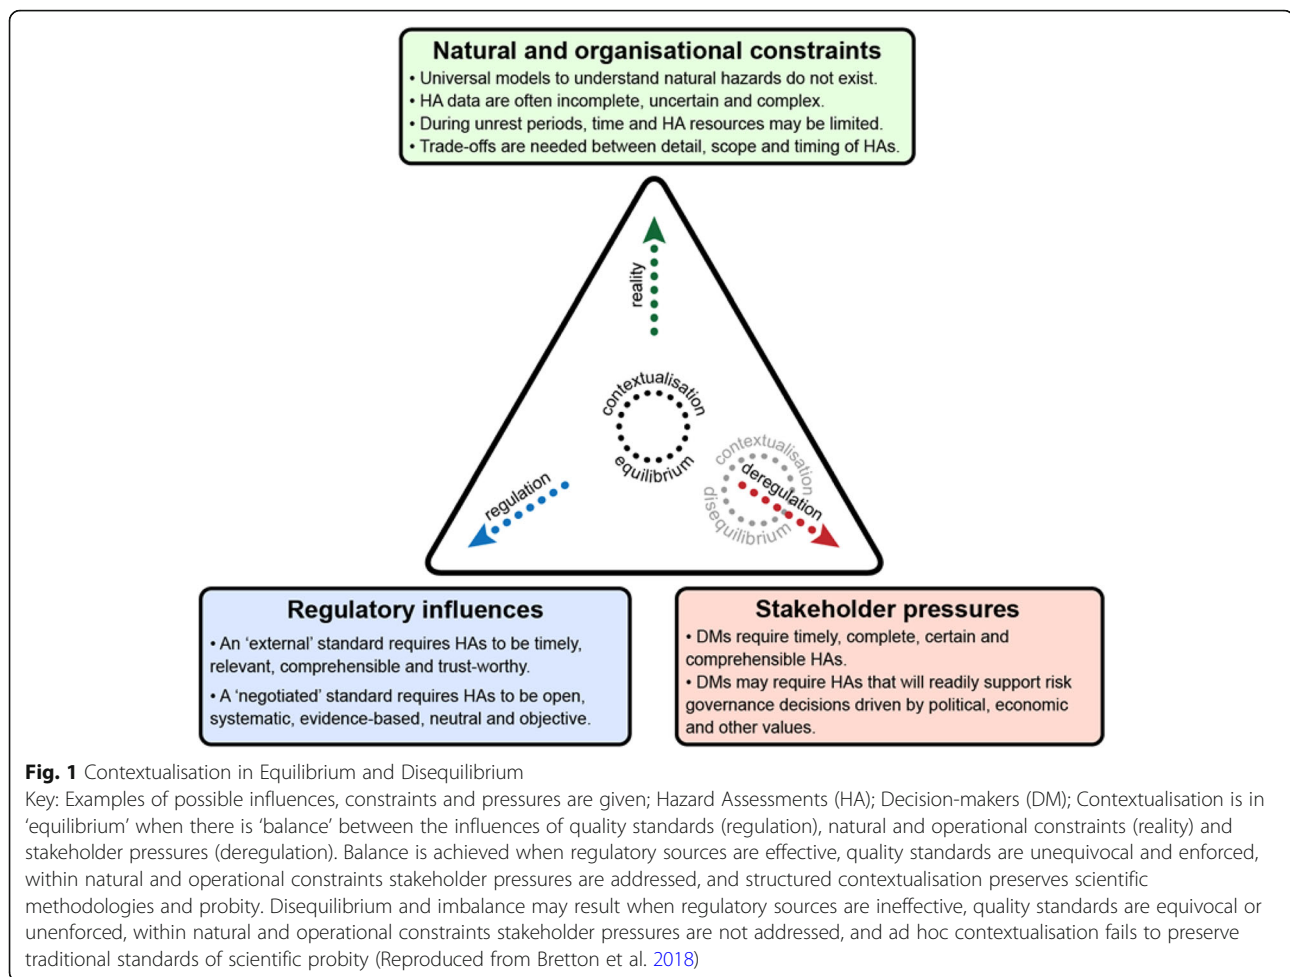 Natural and organisational constraints
• Universal models to understand natural hazards do not exist.
• HA data are often incomplete, uncertain and complex.
• During unrest periods, time and HA resources may be limited.
• Trade-offs are needed between detail, scope and timing of HAs.
reality
contextualisation
equilibrium
regulation
contextualisation
deregulation
disequilibrium
Regulatory influences
• An ‘external’ standard requires HAs to be timely,
relevant, comprehensible and trust-worthy.
• A ‘negotiated’ standard requires HAs to be open,
systematic, evidence-based, neutral and objective.
Stakeholder pressures
• DMs require timely, complete, certain and
comprehensible HAs.
• DMs may require HAs that will readily support risk
governance decisions driven by political, economic
and other values.
Fig. 1 Contextualisation in Equilibrium and Disequilibrium
Key: Examples of possible influences, constraints and pressures are given; Hazard Assessments (HA); Decision-makers (DM); Contextualisation is in
‘equilibrium’ when there is ‘balance’ between the influences of quality standards (regulation), natural and operational constraints (reality) and
stakeholder pressures (deregulation). Balance is achieved when regulatory sources are effective, quality standards are unequivocal and enforced,
within natural and operational constraints stakeholder pressures are addressed, and structured contextualisation preserves scientific
methodologies and probity. Disequilibrium and imbalance may result when regulatory sources are ineffective, quality standards are equivocal or
unenforced, within natural and operational constraints stakeholder pressures are not addressed, and ad hoc contextualisation fails to preserve
traditional standards of scientific probity (Reproduced from Bretton et al. 2018)